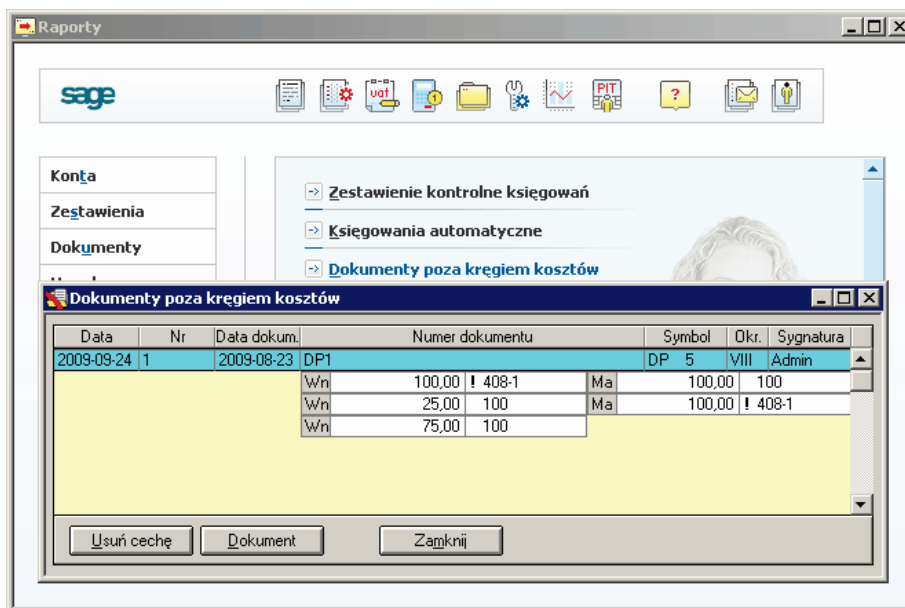 Raporty
sage
vat
PIT
?
Konta
Zestawienia
Dokumenty
Zestawienie kontrolne księgowań
Księgowania automatyczne
Dokumenty poza kręgiem kosztów
Dokumenty poza kręgiem kosztów
Data Nr Data dokum. Numer dokumentu Symbol Okr. Sygnatura
2009-09-24 1 2009-08-23 DP1 DP 5 VIII Admin
Wn 100,00 ! 408-1 Ma 100,00 100
Wn 25,00 100 Ma 100,00 ! 408-1
Wn 75,00 100
Usuń cechę Dokument Zamknij